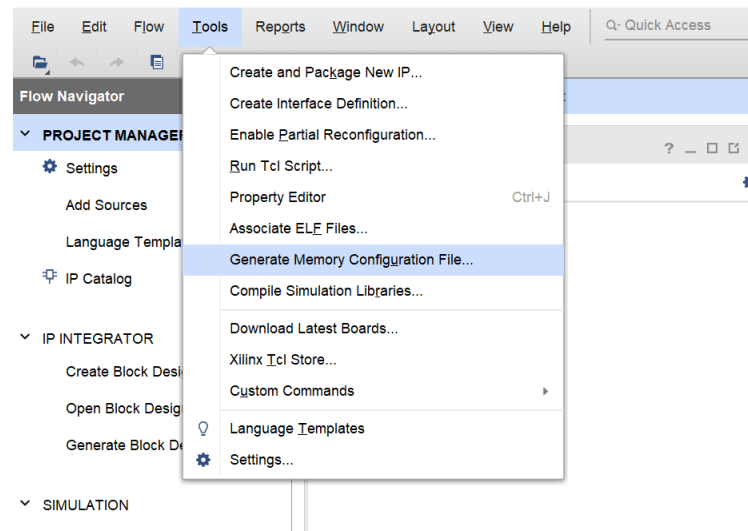 File Edit Flow Tools Reports Window Layout View Help Q- Quick Access
Flow Navigator
PROJECT MANAGER
Settings
Add Sources
Language Templa
IP Catalog
IP INTEGRATOR
Create Block Desi
Open Block Desig
Generate Block De
SIMULATION
Create and Package New IP...
Create Interface Definition...
Enable Partial Reconfiguration...
Run Tcl Script...
Property Editor Ctrl+J
Associate ELF Files...
Generate Memory Configuration File...
Compile Simulation Libraries...
Download Latest Boards...
Xilinx Tcl Store...
Custom Commands
Language Templates
Settings...
?